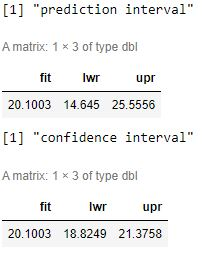 [1] "prediction interval"
A matrix: 1 × 3 of type dbl
fit lwr upr
20.1003 14.645 25.5556
[1] "confidence interval"
A matrix: 1 × 3 of type dbl
fit lwr upr
20.1003 18.8249 21.3758